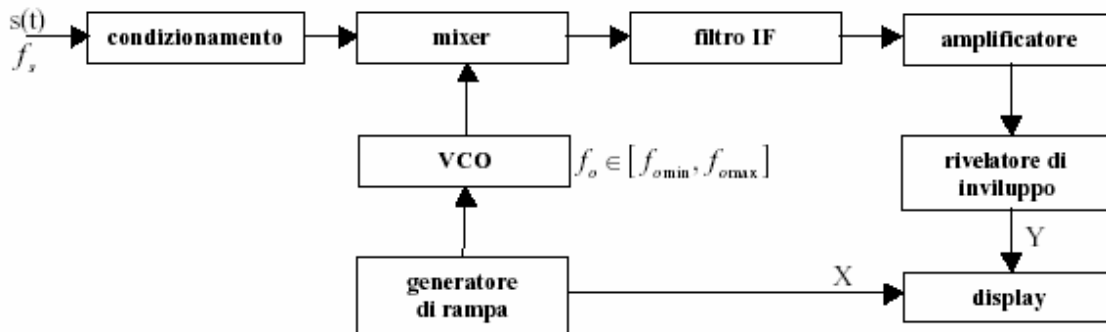 s(t)
f_s
condizionamento
mixer
filtro IF
amplificatore
VCO
f_o ∈ [f_omin, f_omax]
rivelatore di
inviluppo
Y
generatore
di rampa
X
display